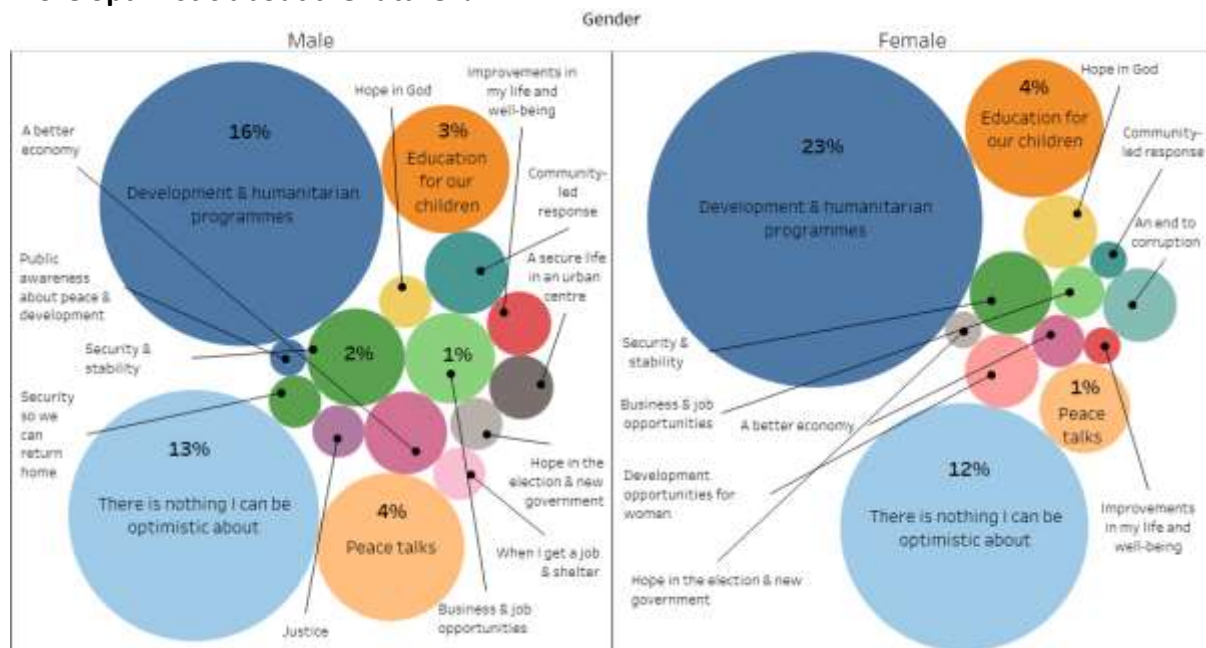 Gender
Male
Female
16%
Development & humanitarian
programmes
A better
economy
Hope in God
3%
Education
for our
children
Improvements in
my life and
well-being
Community-
led
response
A secure life
in an urban
centre
Public
awareness
about peace &
development
Security &
stability
2%
1%
Security
so we
can
return
home
13%
There is nothing I can be
optimistic about
4%
Peace talks
Justice
Business & job
opportunities
When I get a job
& shelter
Hope in the
election & new
government
23%
Development & humanitarian
programmes
4%
Education for
our children
Hope in God
Community-
led response
An end to
corruption
Security &
stability
Business & job
opportunities
A better economy
Development
opportunities for
women
Hope in the election & new
government
1%
Peace
talks
12%
There is nothing I can be
optimistic about
Improvements
in my life and
well-being